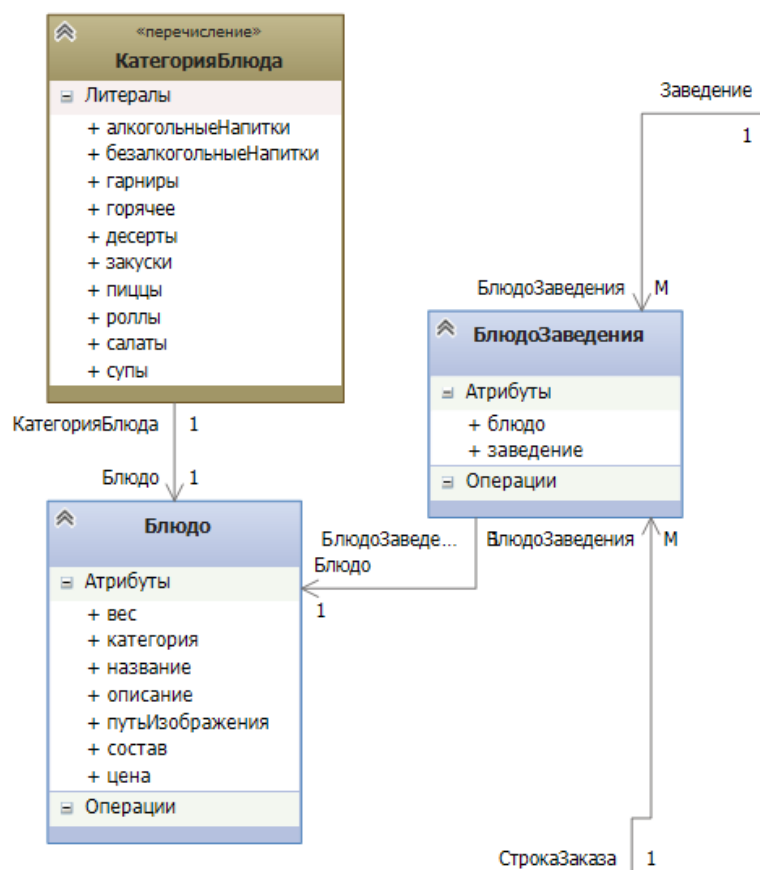 «перечисление»
КатегорияБлюда
Литералы
+ алкогольныеНапитки
+ безалкогольныеНапитки
+ гарниры
+ горячее
+ десерты
+ закуски
+ пиццы
+ роллы
+ салаты
+ супы
КатегорияБлюда 1
Блюдо 1
Блюдо
Атрибуты
+ вес
+ категория
+ название
+ описание
+ путьИзображения
+ состав
+ цена
Операции
Заведение
1
БлюдоЗаведения М
БлюдоЗаведения
Атрибуты
+ блюдо
+ заведение
Операции
БлюдоЗаведе... БлюдоЗаведения М
Блюдо
1
СтрокаЗаказа 1